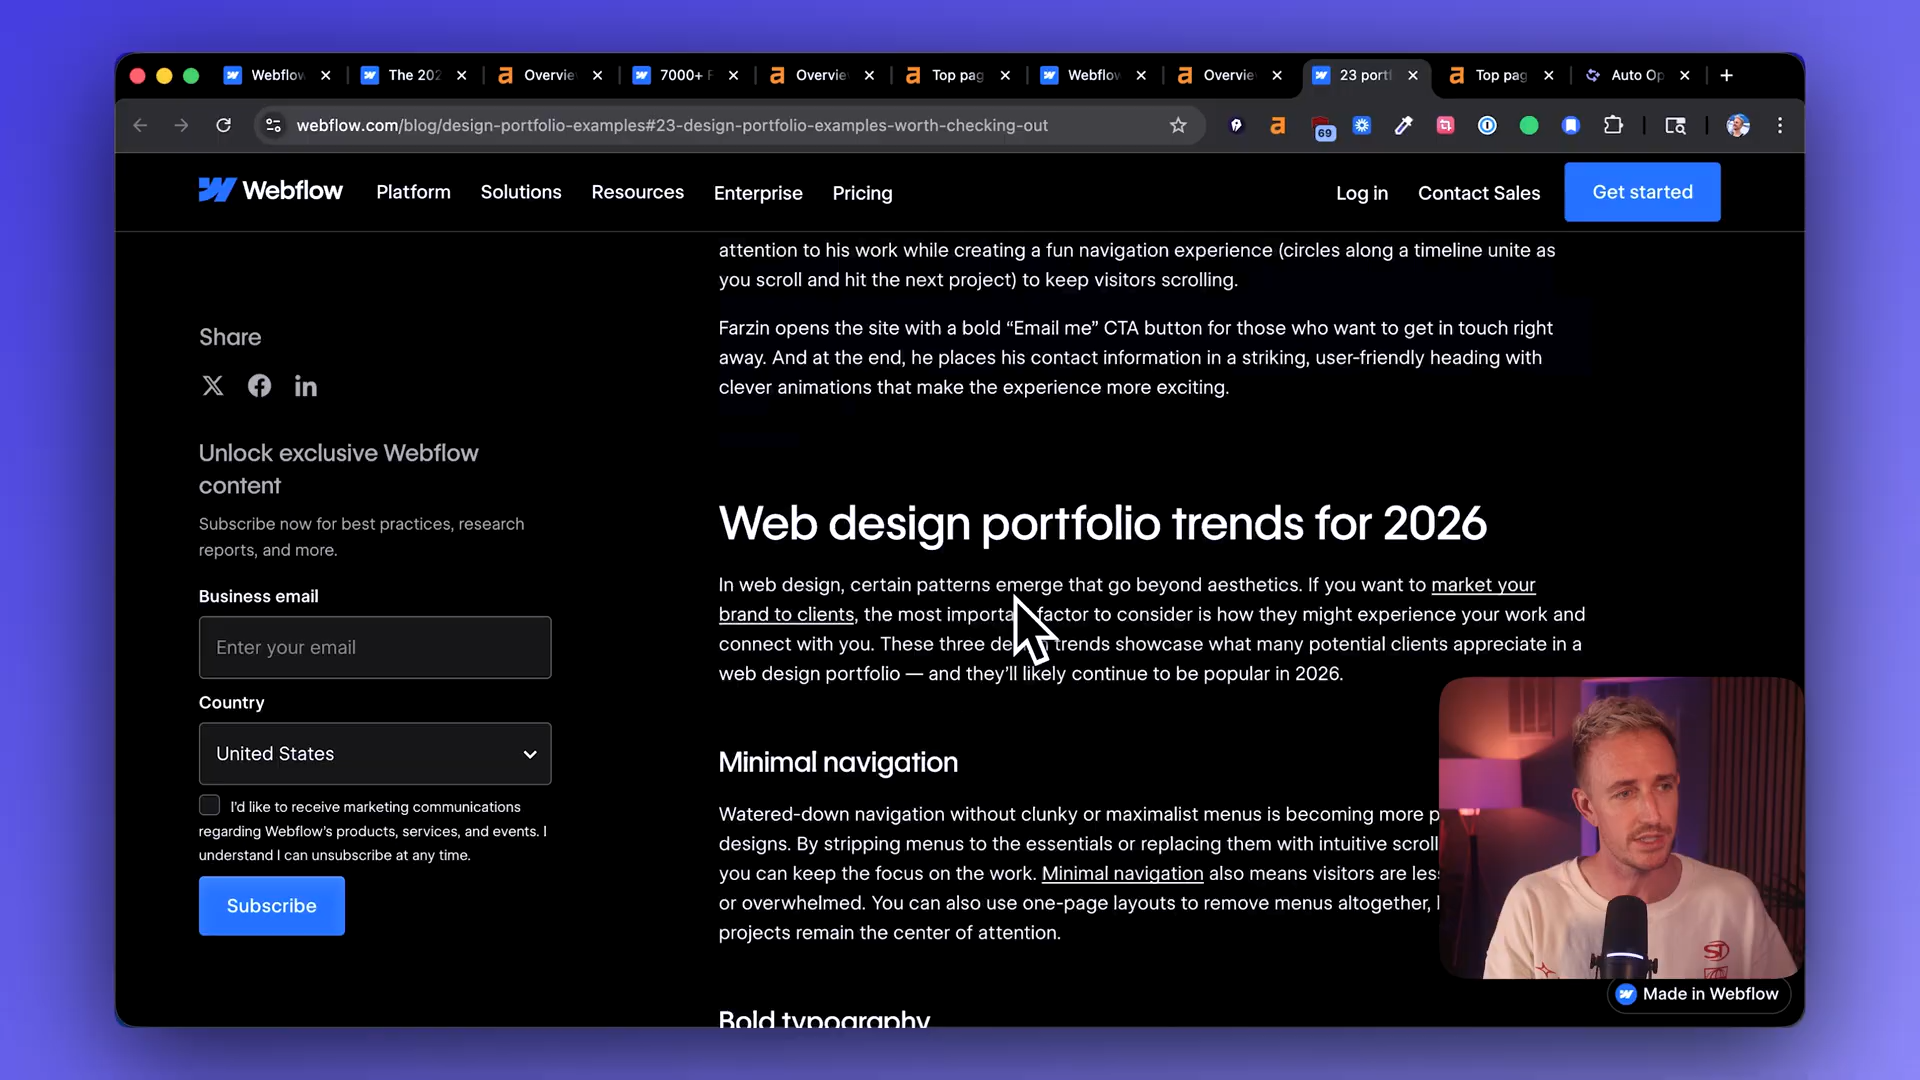 Webflow
The 202
Overvie
7000+ F
Overvie
Top pag
Webflow
Overvie
23 portf
Top pag
Auto Op
webflow.com/blog/design-portfolio-examples#23-design-portfolio-examples-worth-checking-out
69
Webflow
Platform
Solutions
Resources
Enterprise
Pricing
Log in
Contact Sales
Get started
Share
Unlock exclusive Webflow
content
Subscribe now for best practices, research
reports, and more.
Business email
Enter your email
Country
United States
I'd like to receive marketing communications
regarding Webflow's products, services, and events. I
understand I can unsubscribe at any time.
Subscribe
attention to his work while creating a fun navigation experience (circles along a timeline unite as
you scroll and hit the next project) to keep visitors scrolling.
Farzin opens the site with a bold “Email me” CTA button for those who want to get in touch right
away. And at the end, he places his contact information in a striking, user-friendly heading with
clever animations that make the experience more exciting.
Web design portfolio trends for 2026
In web design, certain patterns emerge that go beyond aesthetics. If you want to market your
brand to clients, the most importa factor to consider is how they might experience your work and
connect with you. These three de trends showcase what many potential clients appreciate in a
web design portfolio — and they'll likely continue to be popular in 2026.
Minimal navigation
Watered-down navigation without clunky or maximalist menus is becoming more p
designs. By stripping menus to the essentials or replacing them with intuitive scroll
you can keep the focus on the work. Minimal navigation also means visitors are les
or overwhelmed. You can also use one-page layouts to remove menus altogether,
projects remain the center of attention.
Bold typography
Made in Webflow